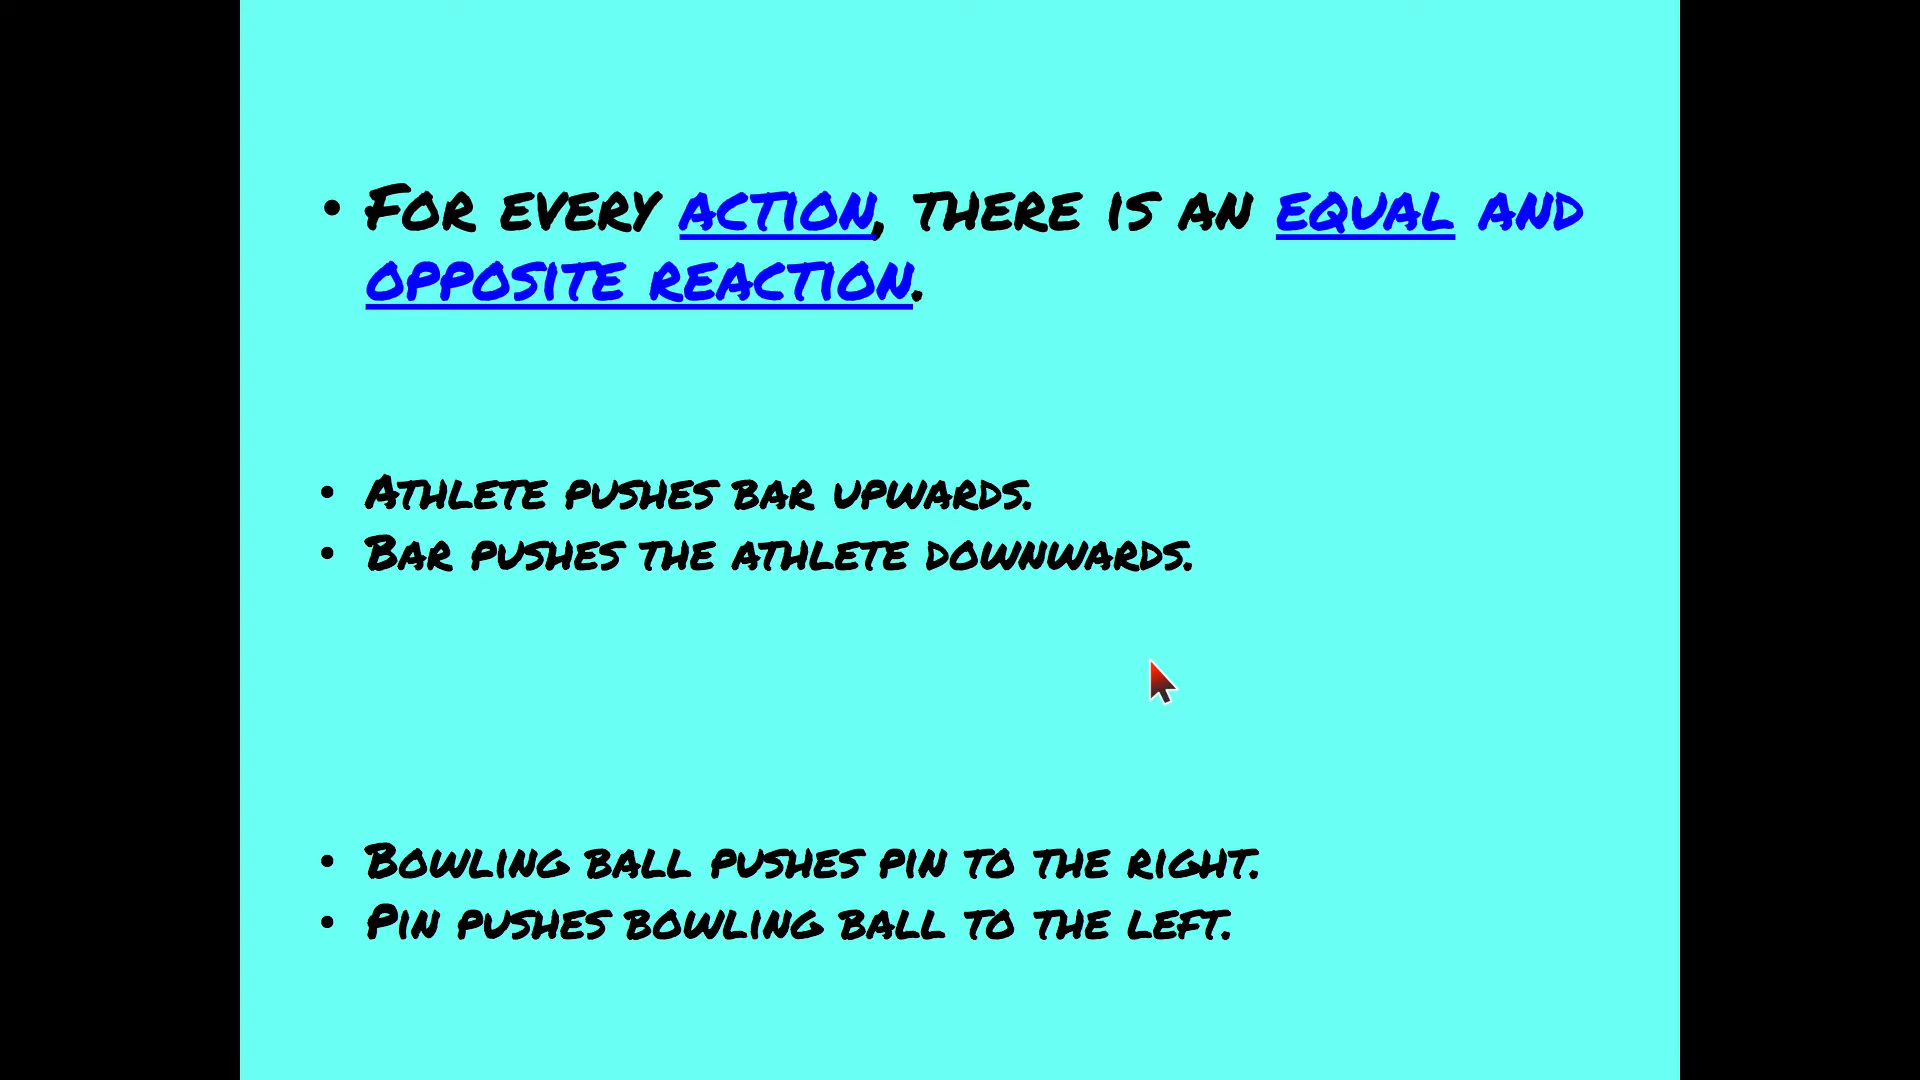 • For every action, there is an equal and
opposite reaction.
• Athlete pushes bar upwards.
• Bar pushes the athlete downwards.
• Bowling ball pushes pin to the right.
• Pin pushes bowling ball to the left.